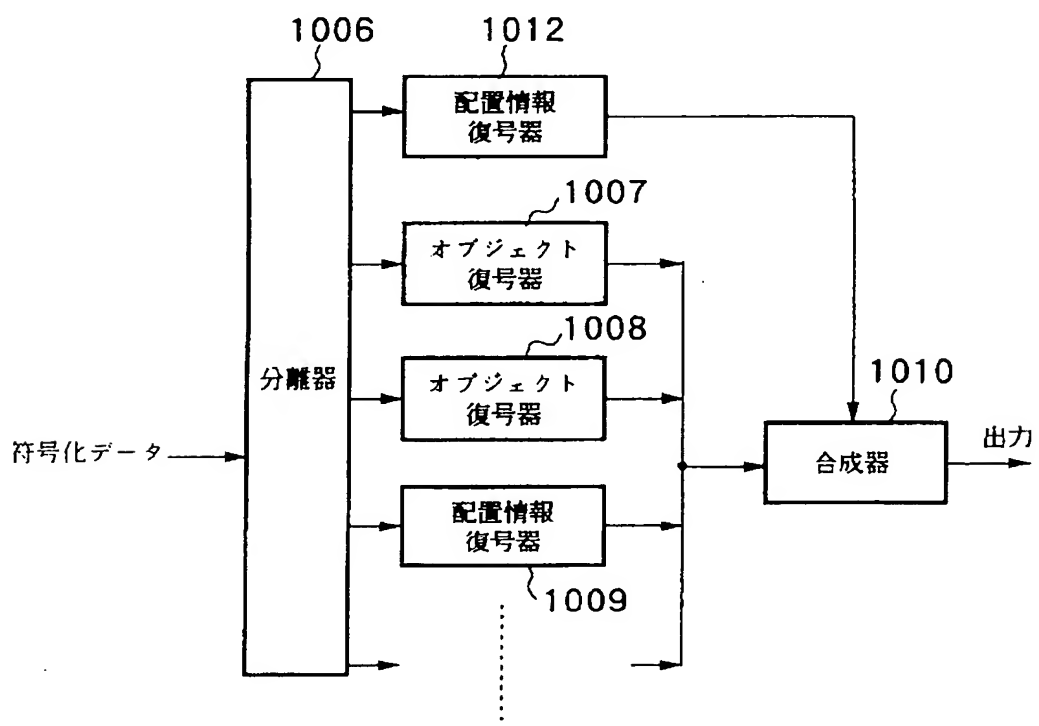 1006
1012
配置情報
復号器
1007
オブジェクト
復号器
1008
オブジェクト
復号器
分離器
1010
符号化データ
合成器
出力
配置情報
復号器
1009